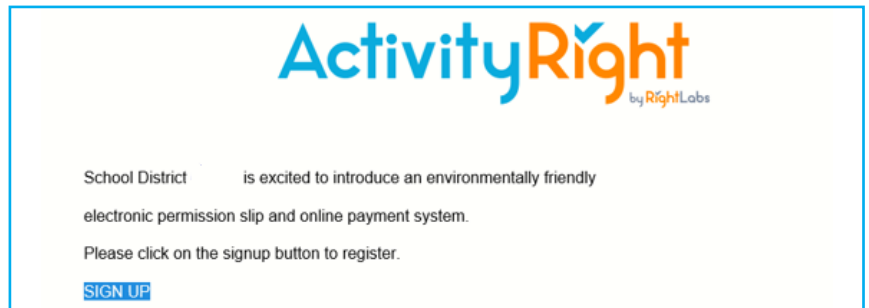 ActivityRight
by RightLabs
School District is excited to introduce an environmentally friendly
electronic permission slip and online payment system.
Please click on the signup button to register.
SIGN UP